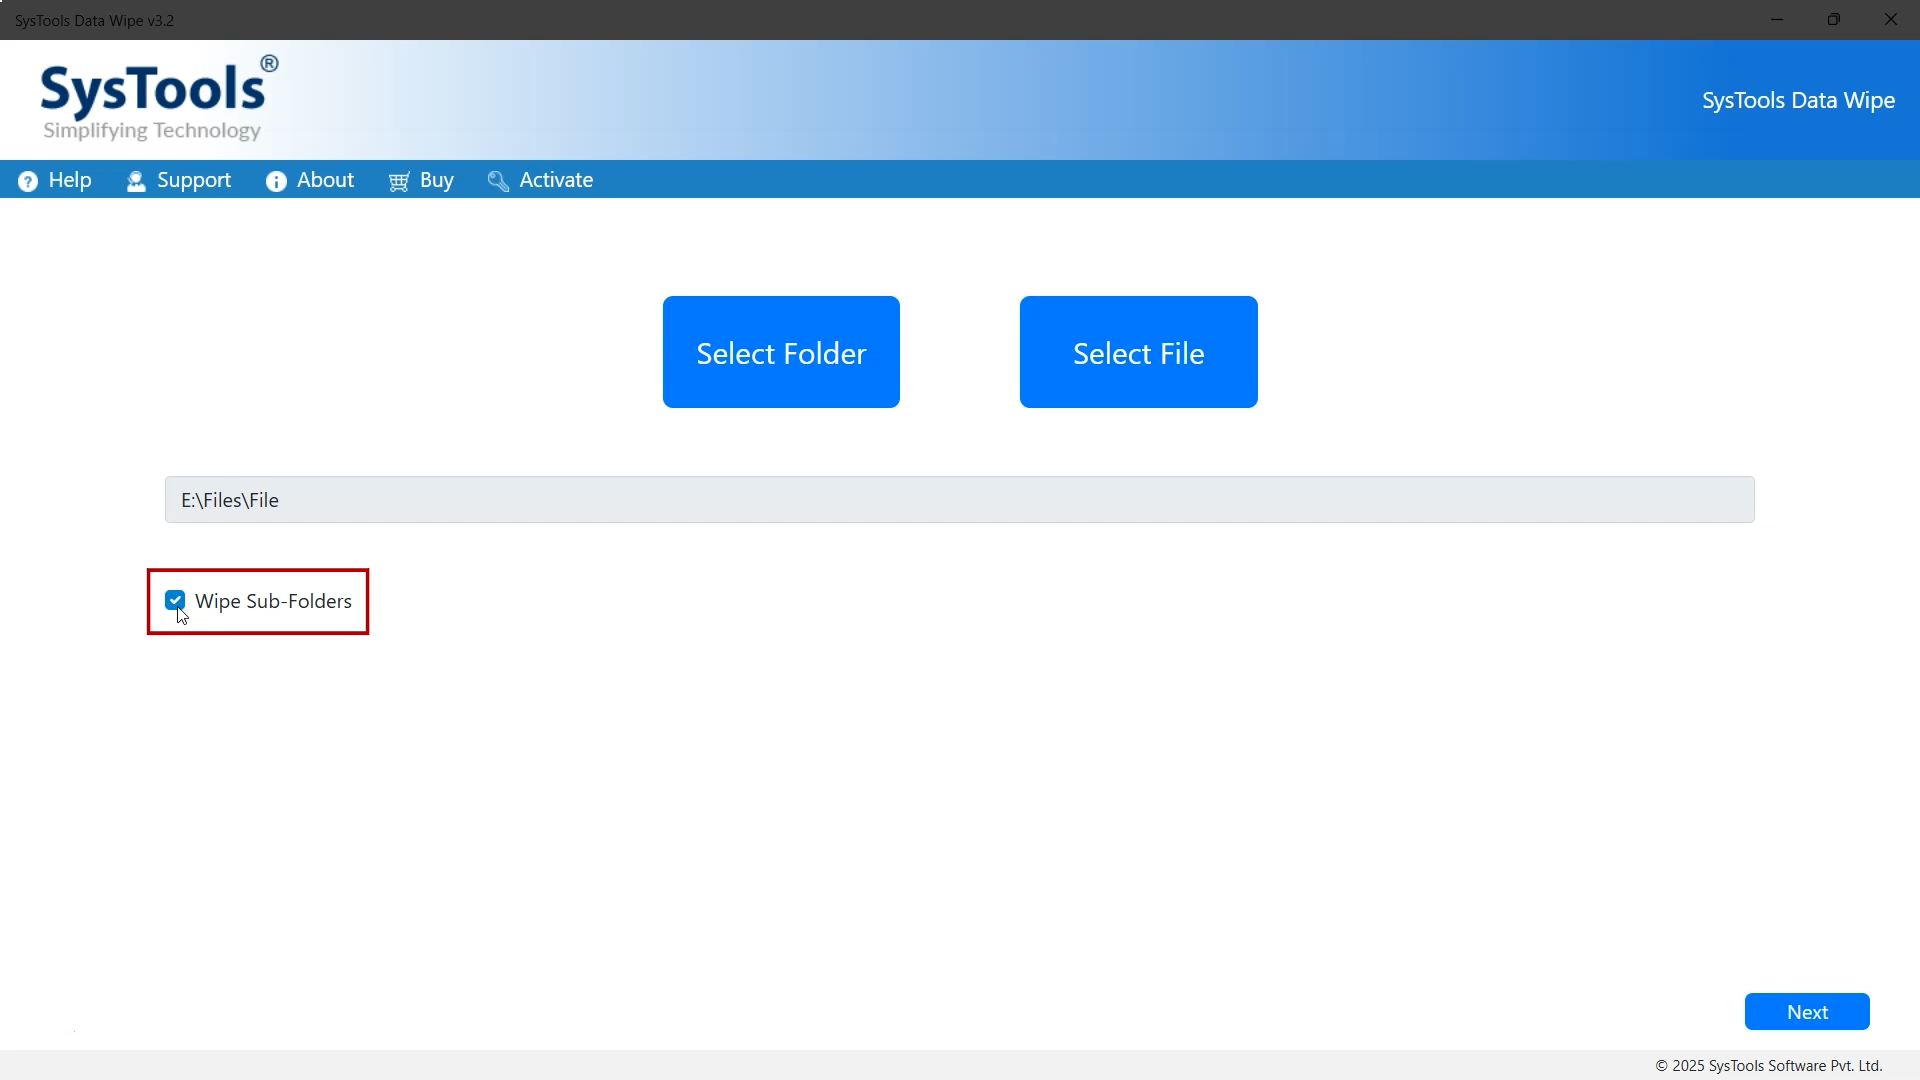 SysTools Data Wipe v3.2
SysTools®
Simplifying Technology
SysTools Data Wipe
Help Support About Buy Activate
Select Folder Select File
E:\Files\File
Wipe Sub-Folders
Next
© 2025 SysTools Software Pvt. Ltd.